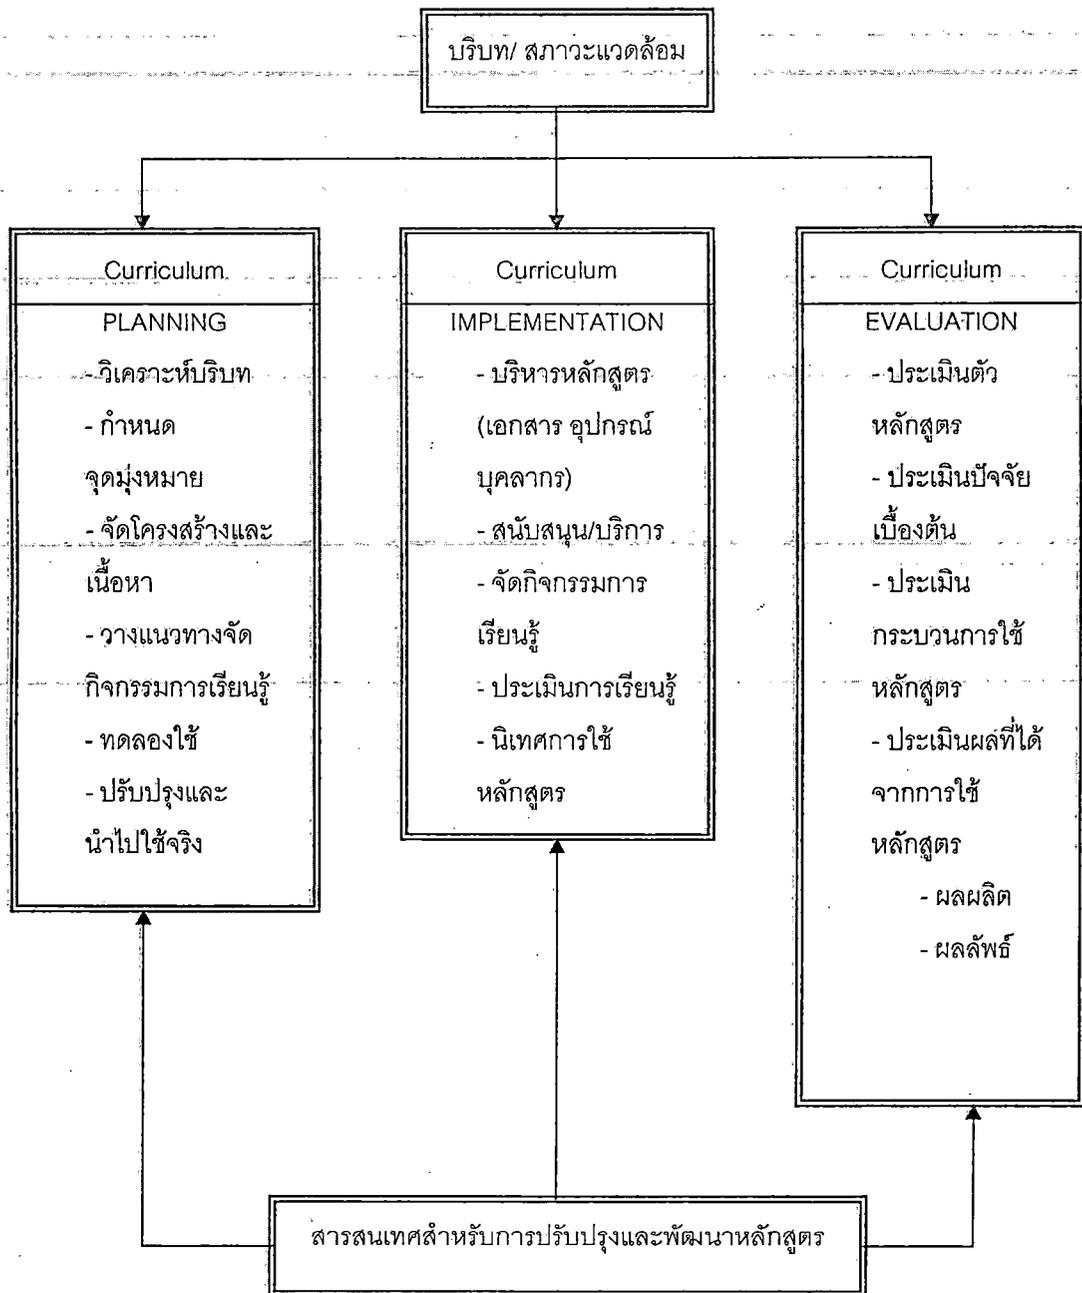 บริบท/ สภาวะแวดล้อม
Curriculum
PLANNING
- วิเคราะห์บริบท
- กำหนด
จุดมุ่งหมาย
- จัดโครงสร้างและ
เนื้อหา
- วางแนวทางจัด
กิจกรรมการเรียนรู้
- ทดลองใช้
- ปรับปรุงและ
นำไปใช้จริง
Curriculum
IMPLEMENTATION
- บริหารหลักสูตร
(เอกสาร อุปกรณ์
บุคลากร)
- สนับสนุน/บริการ
- จัดกิจกรรมการ
เรียนรู้
- ประเมินการเรียนรู้
- นิเทศการใช้
หลักสูตร
Curriculum
EVALUATION
- ประเมินตัว
หลักสูตร
- ประเมินปัจจัย
เบื้องต้น
- ประเมิน
กระบวนการใช้
หลักสูตร
- ประเมินผลที่ได้
จากการใช้
หลักสูตร
- ผลผลิต
- ผลลัพธ์
สารสนเทศสำหรับการปรับปรุงและพัฒนาหลักสูตร